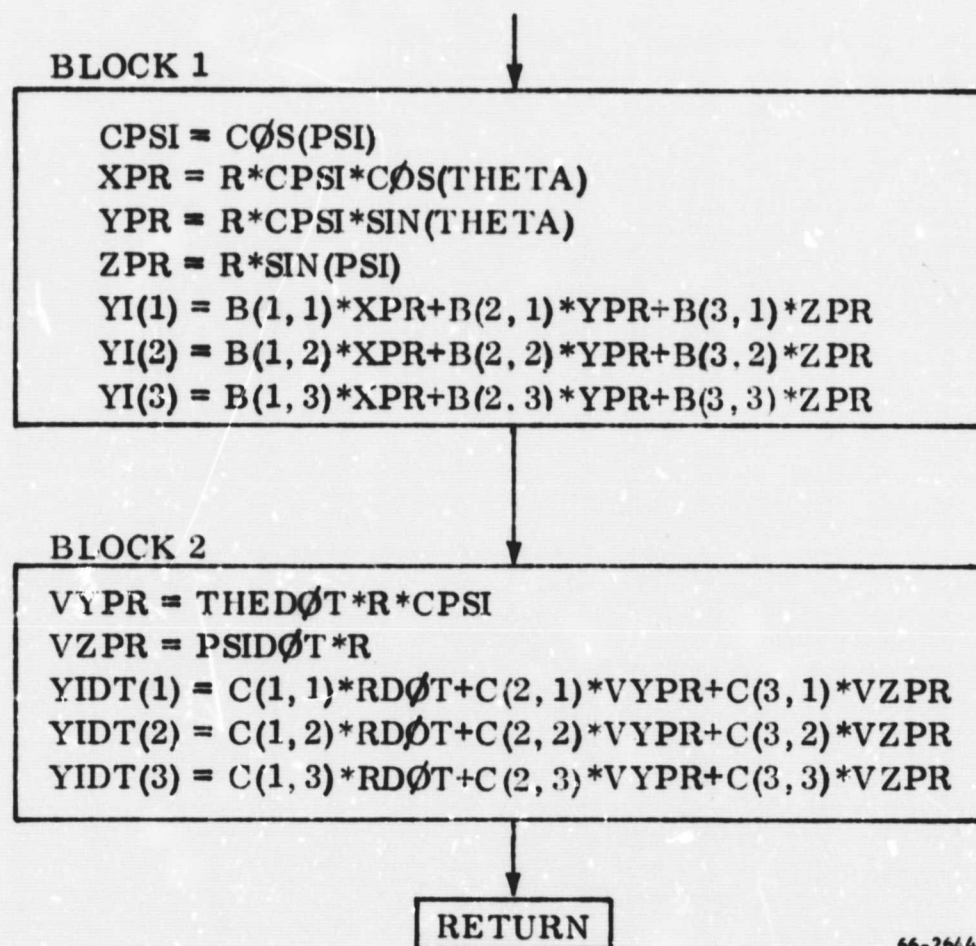 BLOCK 1
CPSI = CØS(PSI)
XPR = R*CPSI*CØS(THETA)
YPR = R*CPSI*SIN(THETA)
ZPR = R*SIN(PSI)
YI(1) = B(1, 1)*XPR+B(2, 1)*YPR+B(3, 1)*ZPR
YI(2) = B(1, 2)*XPR+B(2, 2)*YPR+B(3, 2)*ZPR
YI(3) = B(1, 3)*XPR+B(2, 3)*YPR+B(3, 3)*ZPR
BLOCK 2
VYPR = THEDØT*R*CPSI
VZPR = PSIDØT*R
YIDT(1) = C(1, 1)*RDØT+C(2, 1)*VYPR+C(3, 1)*VZPR
YIDT(2) = C(1, 2)*RDØT+C(2, 2)*VYPR+C(3, 2)*VZPR
YIDT(3) = C(1, 3)*RDØT+C(2, 3)*VYPR+C(3, 3)*VZPR
RETURN